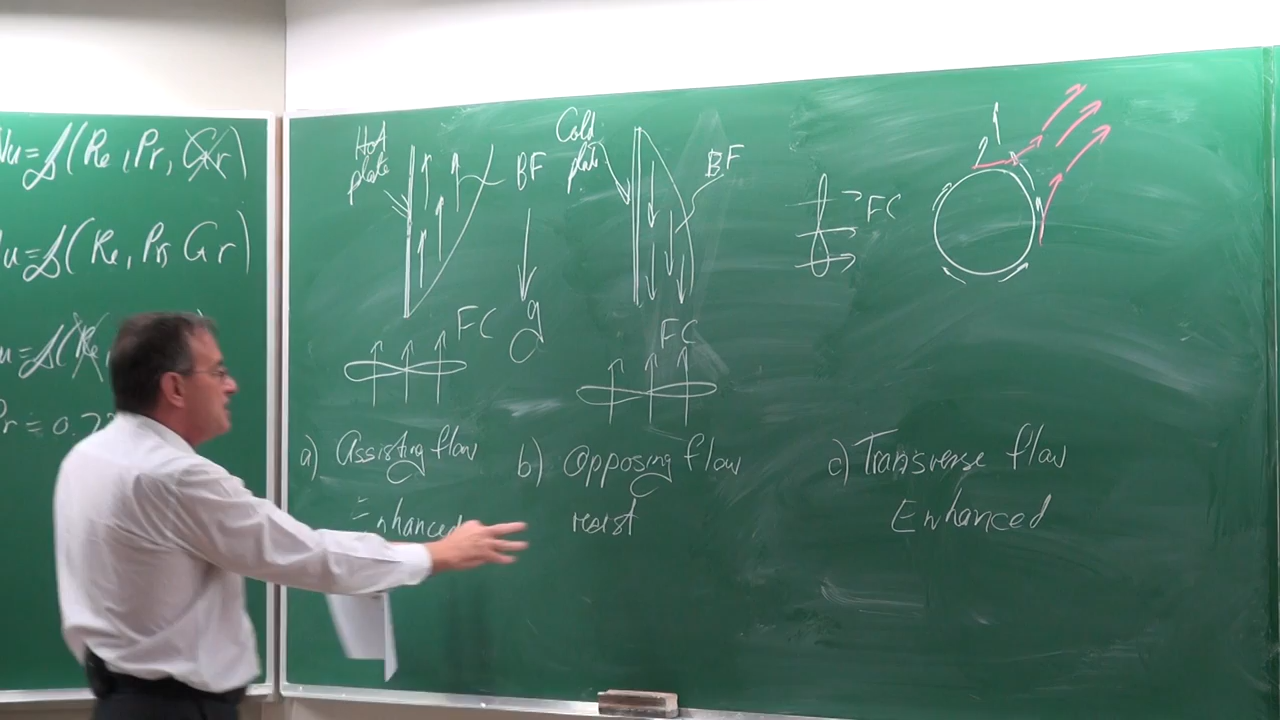 Nu=f(Re, Pr, Gr)
Nu=f(Re, Pr, Gr)
u=f(Re,
Pr=0.7
Hot
plate
BF
g
FC
a) Assisting flow
Enhanced
Cold
plate
BF
FC
b) Opposing flow
resist
FC
c) Transverse flow
Enhanced